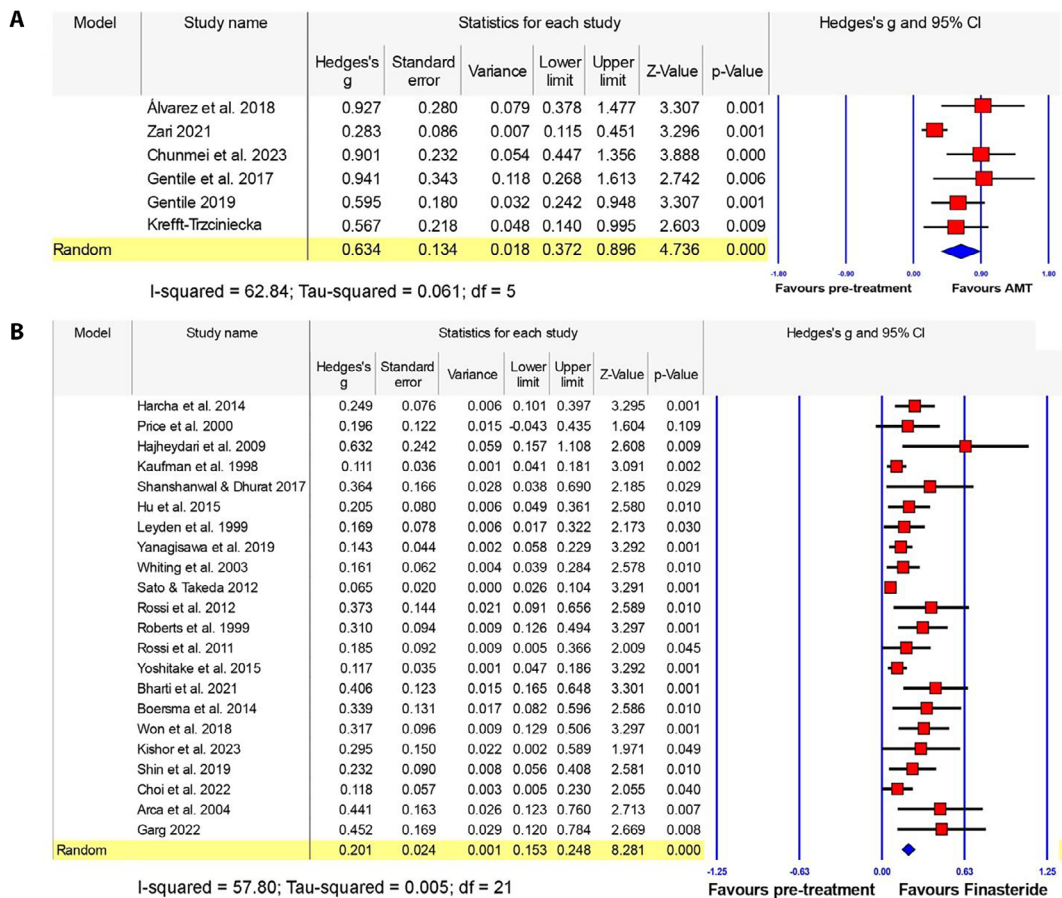 A
Model Study name Statistics for each study Hedges's g and 95% CI
Hedges's g Standard error Variance Lower limit Upper limit Z-Value p-Value
Álvarez et al. 2018 0.927 0.280 0.079 0.378 1.477 3.307 0.001
Zari 2021 0.283 0.086 0.007 0.115 0.451 3.296 0.001
Chunmei et al. 2023 0.901 0.232 0.054 0.447 1.356 3.888 0.000
Gentile et al. 2017 0.941 0.343 0.118 0.268 1.613 2.742 0.006
Gentile 2019 0.595 0.180 0.032 0.242 0.948 3.307 0.001
Krefft-Trzciniecka 0.567 0.218 0.048 0.140 0.995 2.603 0.009
Random 0.634 0.134 0.018 0.372 0.896 4.736 0.000
-1.80 -0.90 0.00 0.90 1.80
Favours pre-treatment Favours AMT
I-squared = 62.84; Tau-squared = 0.061; df = 5
B
Model Study name Statistics for each study Hedges's g and 95% CI
Hedges's g Standard error Variance Lower limit Upper limit Z-Value p-Value
Harcha et al. 2014 0.249 0.076 0.006 0.101 0.397 3.295 0.001
Price et al. 2000 0.196 0.122 0.015 -0.043 0.435 1.604 0.109
Hajheydari et al. 2009 0.632 0.242 0.059 0.157 1.108 2.608 0.009
Kaufman et al. 1998 0.111 0.036 0.001 0.041 0.181 3.091 0.002
Shanshanwal & Dhurat 2017 0.364 0.166 0.028 0.038 0.690 2.185 0.029
Hu et al. 2015 0.205 0.080 0.006 0.049 0.361 2.580 0.010
Leyden et al. 1999 0.169 0.078 0.006 0.017 0.322 2.173 0.030
Yanagisawa et al. 2019 0.143 0.044 0.002 0.058 0.229 3.292 0.001
Whiting et al. 2003 0.161 0.062 0.004 0.039 0.284 2.578 0.010
Sato & Takeda 2012 0.065 0.020 0.000 0.026 0.104 3.291 0.001
Rossi et al. 2012 0.373 0.144 0.021 0.091 0.656 2.589 0.010
Roberts et al. 1999 0.310 0.094 0.009 0.126 0.494 3.297 0.001
Rossi et al. 2011 0.185 0.092 0.009 0.005 0.366 2.009 0.045
Yoshitake et al. 2015 0.117 0.035 0.001 0.047 0.186 3.292 0.001
Bharti et al. 2021 0.406 0.123 0.015 0.165 0.648 3.301 0.001
Boersma et al. 2014 0.339 0.131 0.017 0.082 0.596 2.586 0.010
Won et al. 2018 0.317 0.096 0.009 0.129 0.506 3.297 0.001
Kishor et al. 2023 0.295 0.150 0.022 0.002 0.589 1.971 0.049
Shin et al. 2019 0.232 0.090 0.008 0.056 0.408 2.581 0.010
Choi et al. 2022 0.118 0.057 0.003 0.005 0.230 2.055 0.040
Arca et al. 2004 0.441 0.163 0.026 0.123 0.760 2.713 0.007
Garg 2022 0.452 0.169 0.029 0.120 0.784 2.669 0.008
Random 0.201 0.024 0.001 0.153 0.248 8.281 0.000
-1.25 -0.63 0.00 0.63 1.25
Favours pre-treatment Favours Finasteride
I-squared = 57.80; Tau-squared = 0.005; df = 21